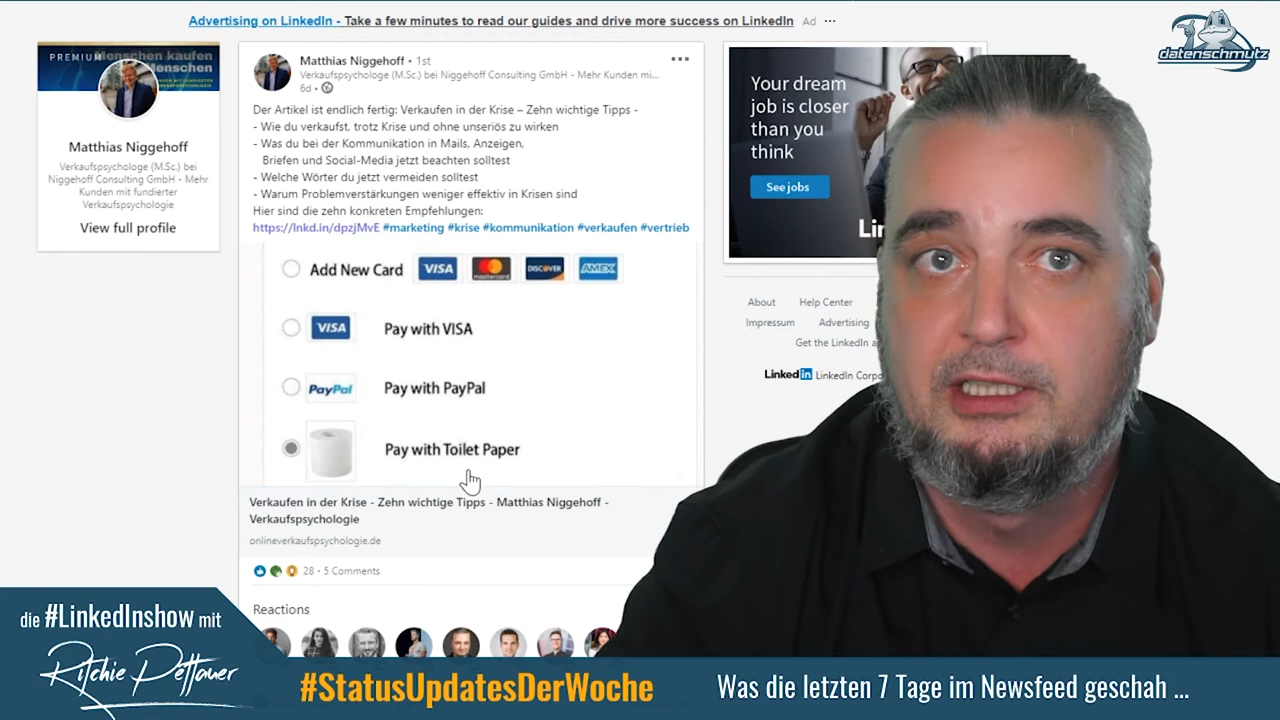 Advertising on LinkedIn - Take a few minutes to read our guides and drive more success on LinkedIn Ad ···
datenschmutz
PREMIUM Menschen kaufen
Menschen
Matthias Niggehoff
Verkaufspsychologe (M.Sc.) bei
Niggehoff Consulting GmbH - Mehr
Kunden mit fundierter
Verkaufspsychologie
View full profile
Matthias Niggehoff • 1st
Verkaufspsychologe (M.Sc.) bei Niggehoff Consulting GmbH - Mehr Kunden mi...
6d •
Der Artikel ist endlich fertig: Verkaufen in der Krise – Zehn wichtige Tipps -
- Wie du verkaufst, trotz Krise und ohne unseriös zu wirken
- Was du bei der Kommunikation in Mails, Anzeigen,
Briefen und Social-Media jetzt beachten solltest
- Welche Wörter du jetzt vermeiden solltest
- Warum Problemverstärkungen weniger effektiv in Krisen sind
Hier sind die zehn konkreten Empfehlungen:
https://lnkd.in/dpzjMvE #marketing #krise #kommunikation #verkaufen #vertrieb
Add New Card VISA mastercard DISCOVER AMEX
VISA Pay with VISA
PayPal Pay with PayPal
Pay with Toilet Paper
Verkaufen in der Krise - Zehn wichtige Tipps - Matthias Niggehoff -
Verkaufspsychologie
onlineverkaufspsychologie.de
28 • 5 Comments
Reactions
Your dream
job is closer
than you
think
See jobs
Lin
About Help Center
Impressum Advertising
Get the LinkedIn a
LinkedIn LinkedIn Corpo
die #LinkedInshow mit
Ritchie Pettauer
#StatusUpdatesDerWoche
Was die letzten 7 Tage im Newsfeed geschah ...